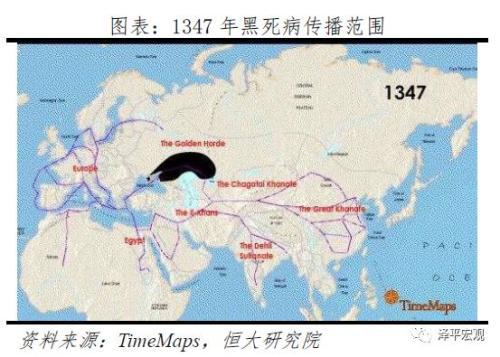 图表：1347 年黑死病传播范围
1347
The Golden Horde
Europe
The Chagatai Khanate
The Il-Khans
The Great Khanate
Egypt
The Dehli
Sultanate
PACI
OCE
TimeMaps
泽平宏观
资料来源：TimeMaps，恒大研究院